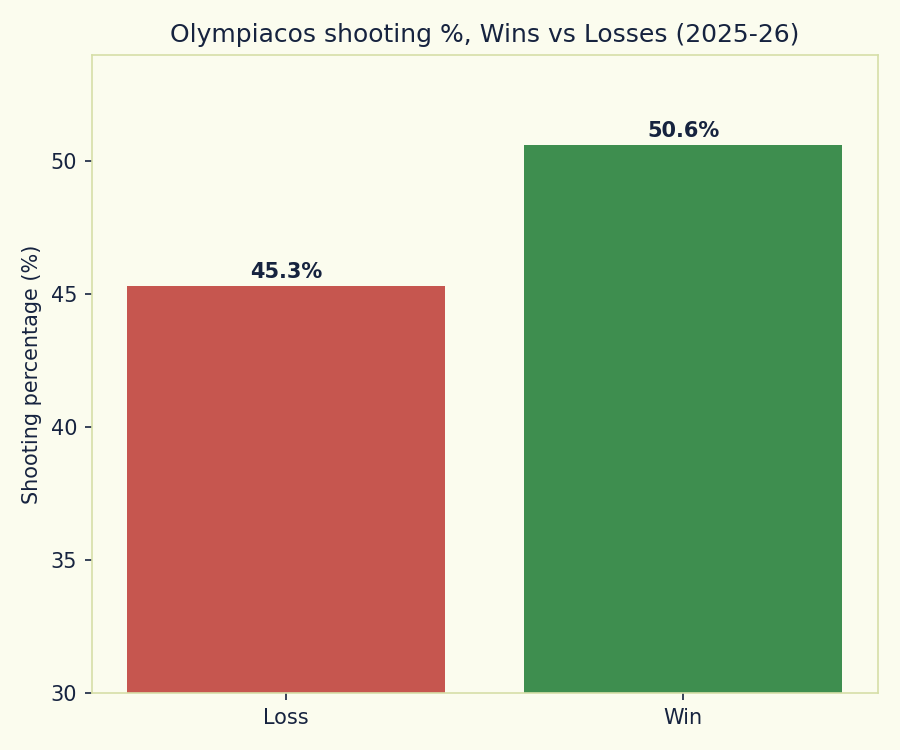 Olympiacos shooting %, Wins vs Losses (2025-26)
Shooting percentage (%)
50
45
40
35
30
45.3%
50.6%
Loss
Win